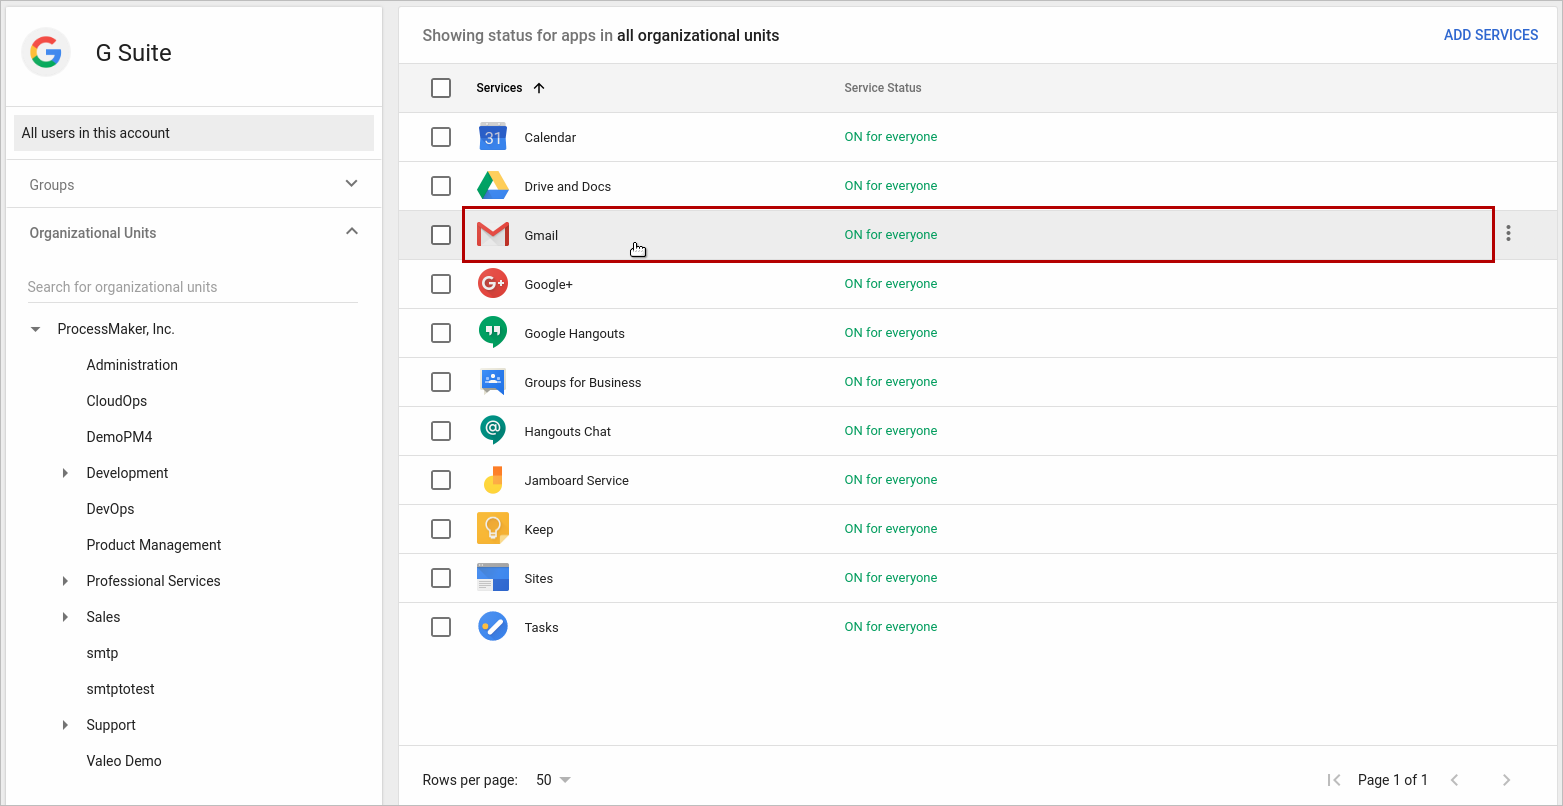 G Suite
All users in this account
Groups
Organizational Units
Search for organizational units
ProcessMaker, Inc.
Administration
CloudOps
DemoPM4
Development
DevOps
Product Management
Professional Services
Sales
smtp
smtptotest
Support
Valeo Demo
Showing status for apps in all organizational units ADD SERVICES
Services Service Status
31 Calendar ON for everyone
Drive and Docs ON for everyone
Gmail ON for everyone
G+ Google+ ON for everyone
Google Hangouts ON for everyone
Groups for Business ON for everyone
@ Hangouts Chat ON for everyone
Jamboard Service ON for everyone
Keep ON for everyone
Sites ON for everyone
Tasks ON for everyone
Rows per page: 50 Page 1 of 1